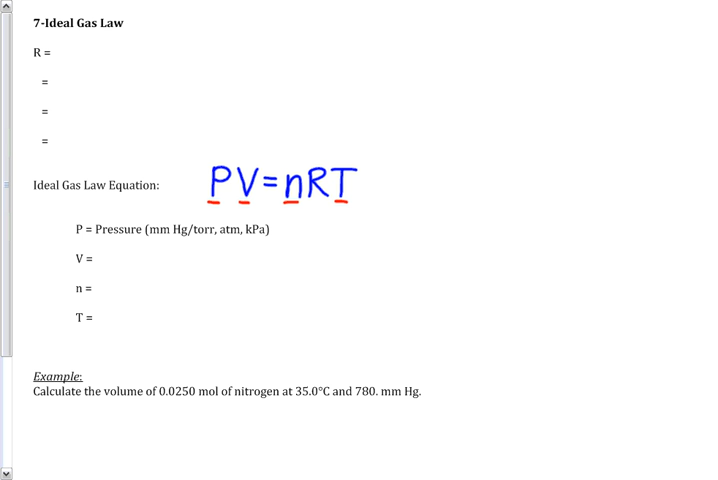 7-Ideal Gas Law
R =
=
=
=
Ideal Gas Law Equation: PV=nRT
P = Pressure (mm Hg/torr, atm, kPa)
V =
n =
T =
Example:
Calculate the volume of 0.0250 mol of nitrogen at 35.0°C and 780. mm Hg.